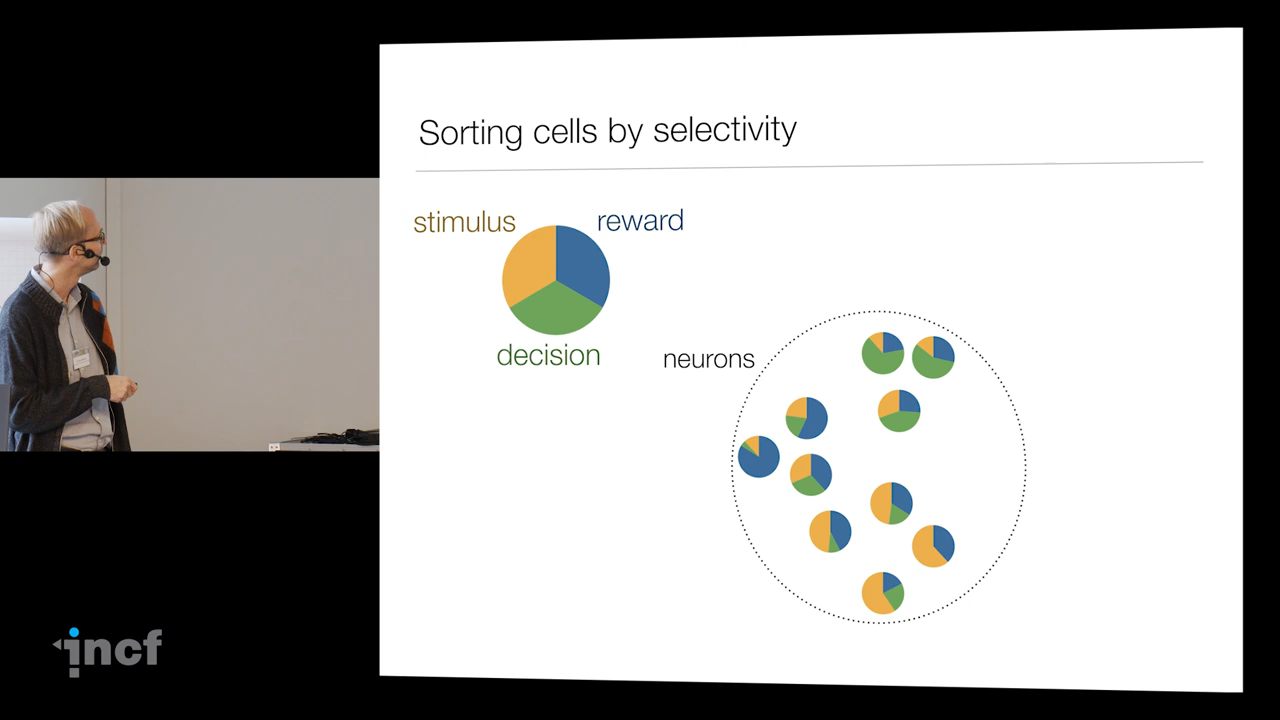 Sorting cells by selectivity
stimulus
reward
decision
neurons
incf